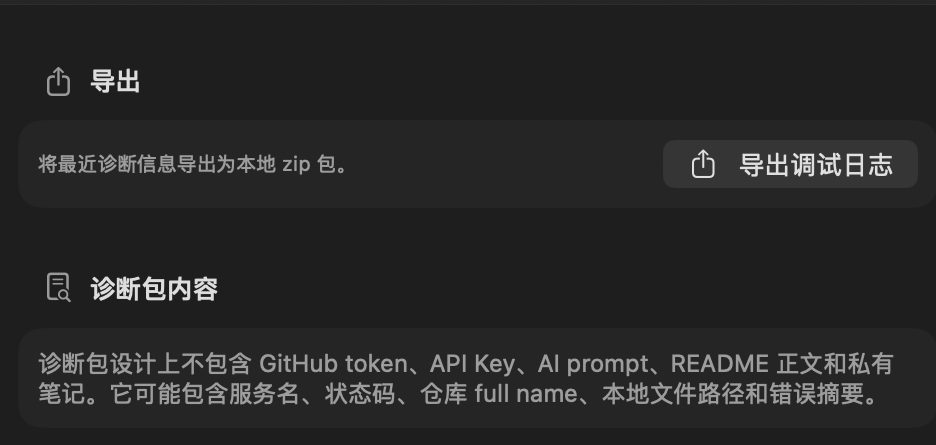 导出
将最近诊断信息导出为本地 zip 包。
导出调试日志
诊断包内容
诊断包设计上不包含 GitHub token、API Key、AI prompt、README 正文和私有
笔记。它可能包含服务名、状态码、仓库 full name、本地文件路径和错误摘要。